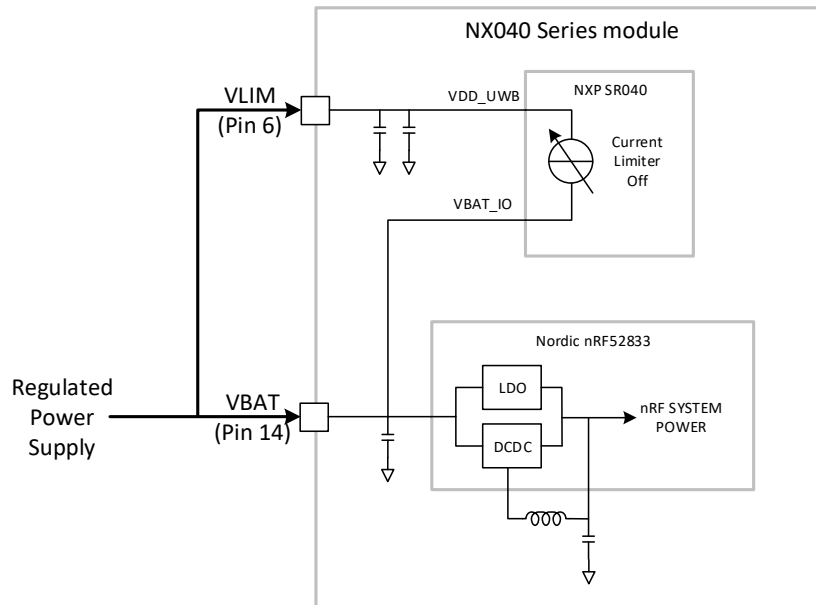 NX040 Series module
VLIM
(Pin 6)
VDD_UWB
NXP SR040
Current
Limiter
Off
VBAT_IO
Nordic nRF52833
Regulated
Power
Supply
VBAT
(Pin 14)
LDO
DCDC
nRF SYSTEM
POWER